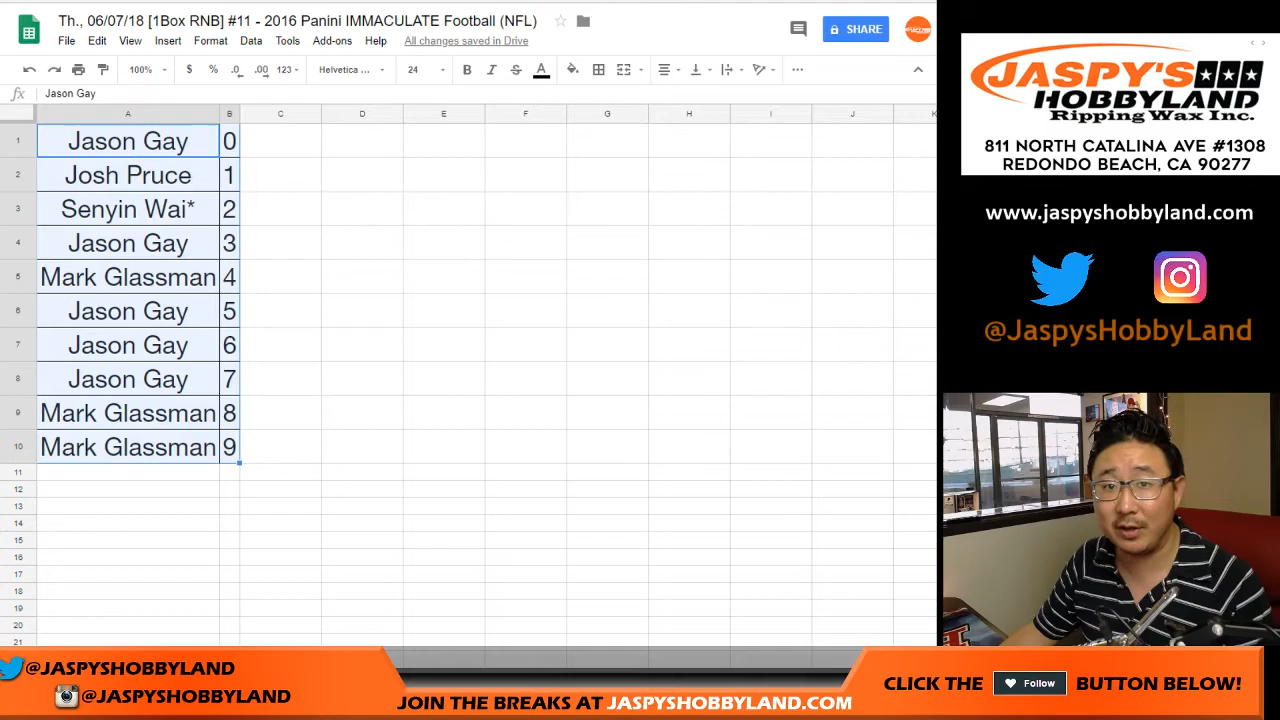 Th., 06/07/18 [1Box RNB] #11 - 2016 Panini IMMACULATE Football (NFL)
File Edit View Insert Format Data Tools Add-ons Help All changes saved in Drive
SHARE
100% $ % .0 .00 123 Helvetica ... 24 B I S A
fx Jason Gay
A B C D E F G H I J K
1 Jason Gay 0
2 Josh Pruce 1
3 Senyin Wai* 2
4 Jason Gay 3
5 Mark Glassman 4
6 Jason Gay 5
7 Jason Gay 6
8 Jason Gay 7
9 Mark Glassman 8
10 Mark Glassman 9
11
12
13
14
15
16
17
18
19
20
21
JASPY'S
HOBBYLAND
Ripping Wax Inc.
811 NORTH CATALINA AVE #1308
REDONDO BEACH, CA 90277
www.jaspyshobbyland.com
@JaspysHobbyLand
@JASPYSHOBBYLAND
@JASPYSHOBBYLAND
JOIN THE BREAKS AT JASPYSHOBBYLAND.COM
CLICK THE Follow BUTTON BELOW!